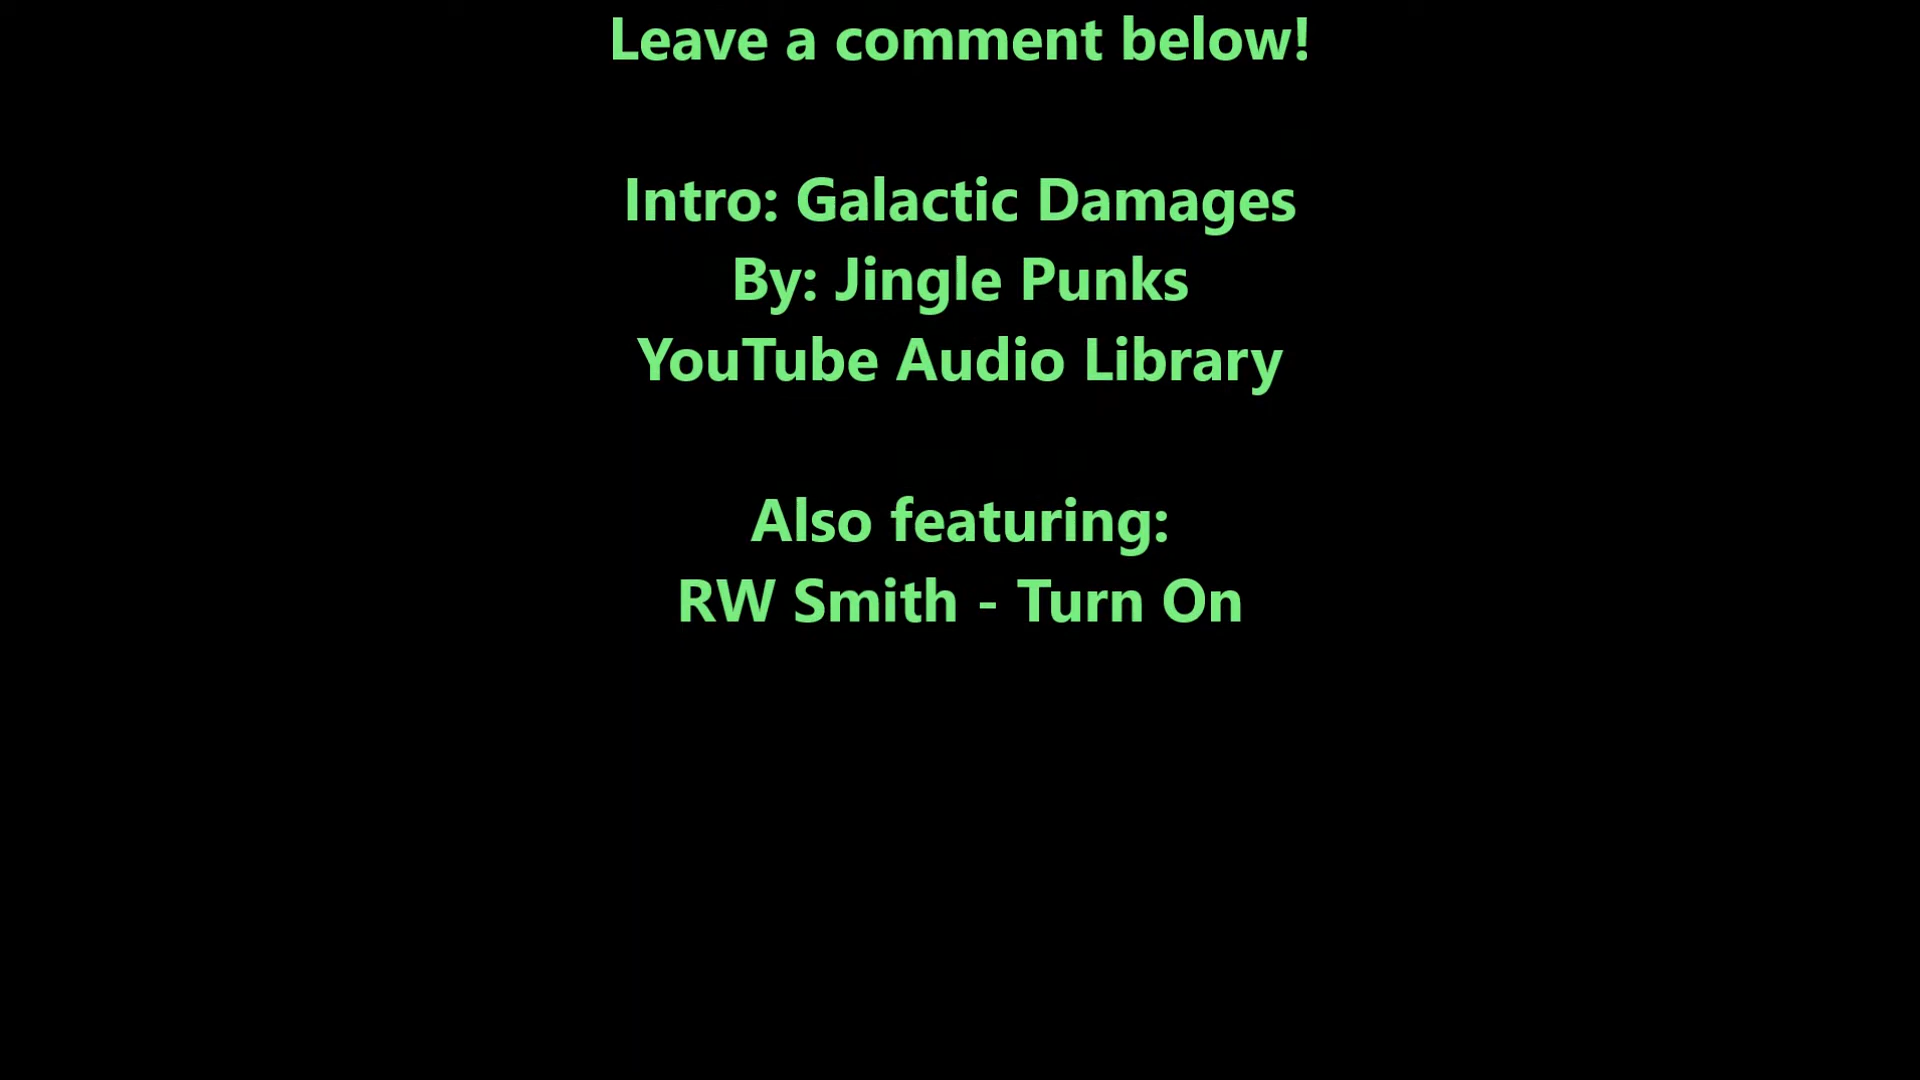 Leave a comment below!
Intro: Galactic Damages
By: Jingle Punks
YouTube Audio Library
Also featuring:
RW Smith - Turn On